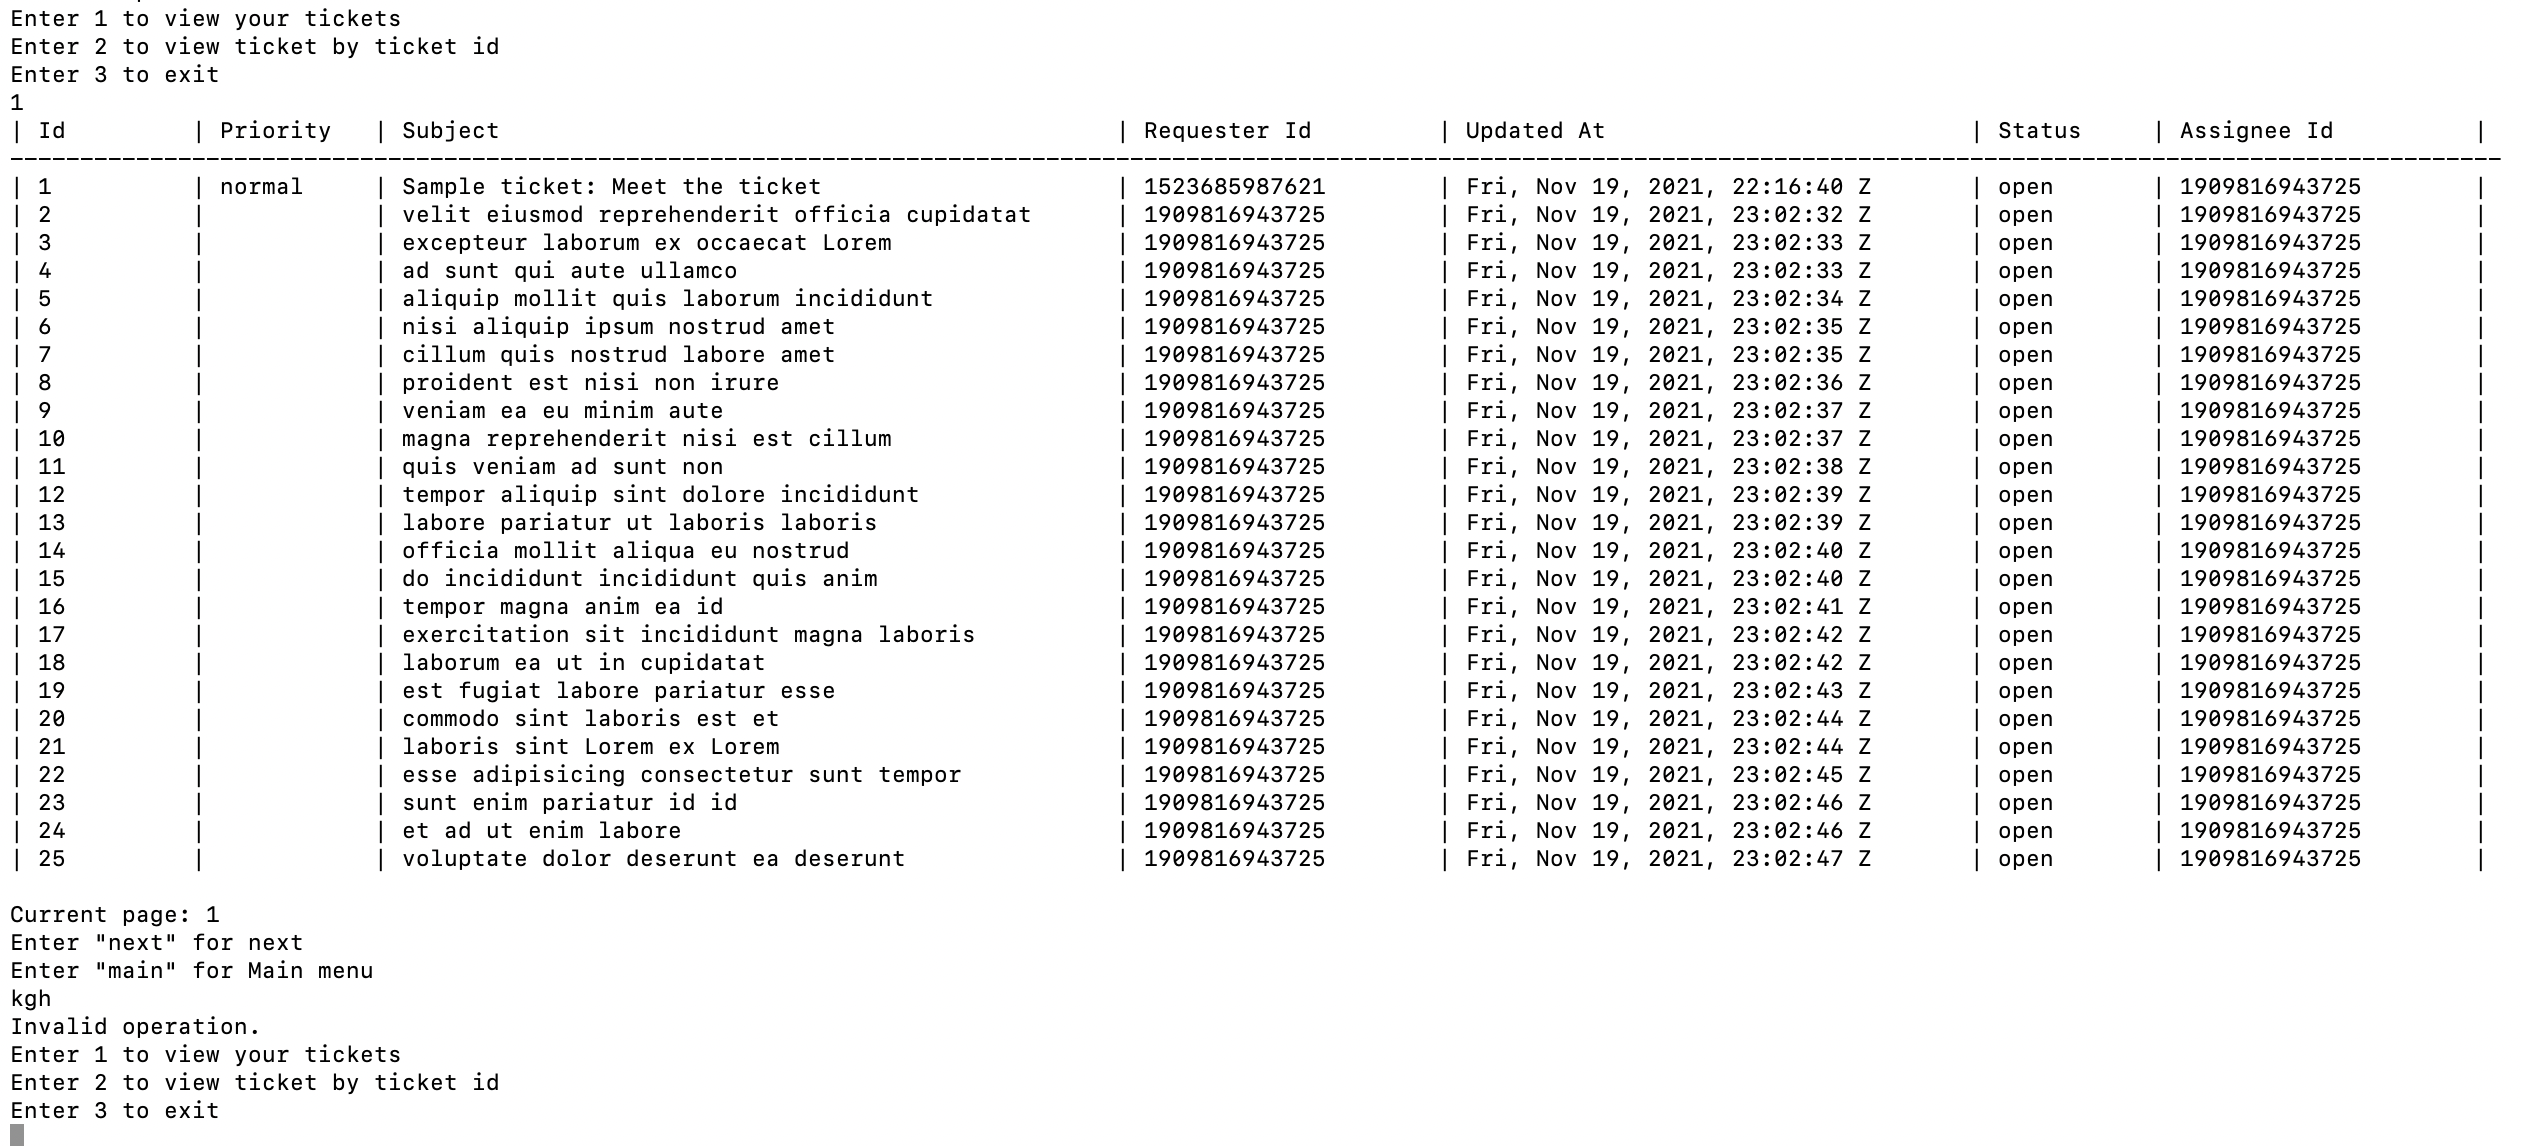 Enter 1 to view your tickets
Enter 2 to view ticket by ticket id
Enter 3 to exit
1
| Id | Priority | Subject | Requester Id | Updated At | Status | Assignee Id |
| 1 | normal | Sample ticket: Meet the ticket | 1523685987621 | Fri, Nov 19, 2021, 22:16:40 Z | open | 1909816943725 |
| 2 | | velit eiusmod reprehenderit officia cupidatat | 1909816943725 | Fri, Nov 19, 2021, 23:02:32 Z | open | 1909816943725 |
| 3 | | excepteur laborum ex occaecat Lorem | 1909816943725 | Fri, Nov 19, 2021, 23:02:33 Z | open | 1909816943725 |
| 4 | | ad sunt qui aute ullamco | 1909816943725 | Fri, Nov 19, 2021, 23:02:33 Z | open | 1909816943725 |
| 5 | | aliquip mollit quis laborum incididunt | 1909816943725 | Fri, Nov 19, 2021, 23:02:34 Z | open | 1909816943725 |
| 6 | | nisi aliquip ipsum nostrud amet | 1909816943725 | Fri, Nov 19, 2021, 23:02:35 Z | open | 1909816943725 |
| 7 | | cillum quis nostrud labore amet | 1909816943725 | Fri, Nov 19, 2021, 23:02:35 Z | open | 1909816943725 |
| 8 | | proident est nisi non irure | 1909816943725 | Fri, Nov 19, 2021, 23:02:36 Z | open | 1909816943725 |
| 9 | | veniam ea eu minim aute | 1909816943725 | Fri, Nov 19, 2021, 23:02:37 Z | open | 1909816943725 |
| 10 | | magna reprehenderit nisi est cillum | 1909816943725 | Fri, Nov 19, 2021, 23:02:37 Z | open | 1909816943725 |
| 11 | | quis veniam ad sunt non | 1909816943725 | Fri, Nov 19, 2021, 23:02:38 Z | open | 1909816943725 |
| 12 | | tempor aliquip sint dolore incididunt | 1909816943725 | Fri, Nov 19, 2021, 23:02:39 Z | open | 1909816943725 |
| 13 | | labore pariatur ut laboris laboris | 1909816943725 | Fri, Nov 19, 2021, 23:02:39 Z | open | 1909816943725 |
| 14 | | officia mollit aliqua eu nostrud | 1909816943725 | Fri, Nov 19, 2021, 23:02:40 Z | open | 1909816943725 |
| 15 | | do incididunt incididunt quis anim | 1909816943725 | Fri, Nov 19, 2021, 23:02:40 Z | open | 1909816943725 |
| 16 | | tempor magna anim ea id | 1909816943725 | Fri, Nov 19, 2021, 23:02:41 Z | open | 1909816943725 |
| 17 | | exercitation sit incididunt magna laboris | 1909816943725 | Fri, Nov 19, 2021, 23:02:42 Z | open | 1909816943725 |
| 18 | | laborum ea ut in cupidatat | 1909816943725 | Fri, Nov 19, 2021, 23:02:42 Z | open | 1909816943725 |
| 19 | | est fugiat labore pariatur esse | 1909816943725 | Fri, Nov 19, 2021, 23:02:43 Z | open | 1909816943725 |
| 20 | | commodo sint laboris est et | 1909816943725 | Fri, Nov 19, 2021, 23:02:44 Z | open | 1909816943725 |
| 21 | | laboris sint Lorem ex Lorem | 1909816943725 | Fri, Nov 19, 2021, 23:02:44 Z | open | 1909816943725 |
| 22 | | esse adipisicing consectetur sunt tempor | 1909816943725 | Fri, Nov 19, 2021, 23:02:45 Z | open | 1909816943725 |
| 23 | | sunt enim pariatur id id | 1909816943725 | Fri, Nov 19, 2021, 23:02:46 Z | open | 1909816943725 |
| 24 | | et ad ut enim labore | 1909816943725 | Fri, Nov 19, 2021, 23:02:46 Z | open | 1909816943725 |
| 25 | | voluptate dolor deserunt ea deserunt | 1909816943725 | Fri, Nov 19, 2021, 23:02:47 Z | open | 1909816943725 |
Current page: 1
Enter "next" for next
Enter "main" for Main menu
kgh
Invalid operation.
Enter 1 to view your tickets
Enter 2 to view ticket by ticket id
Enter 3 to exit